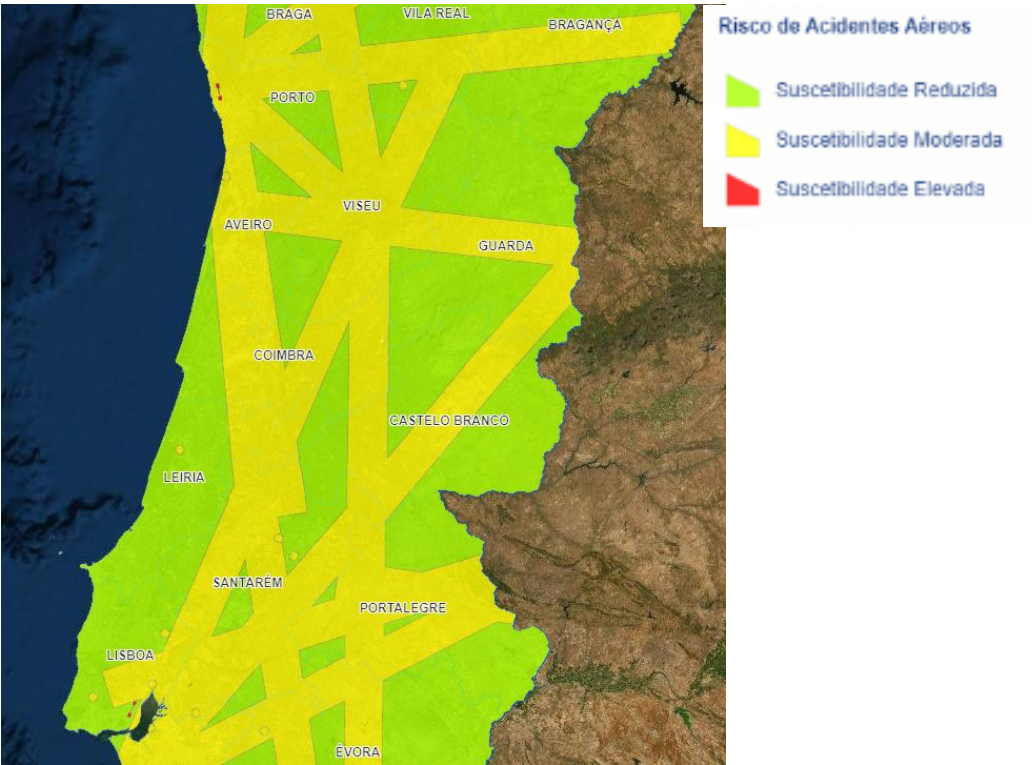 BRAGA
VILA REAL
BRAGANÇA
PORTO
VISEU
AVEIRO
GUARDA
COIMBRA
CASTELO BRANCO
LEIRIA
SANTARÉM
PORTALEGRE
LISBOA
ÉVORA
Risco de Acidentes Aéreos
Suscetibilidade Reduzida
Suscetibilidade Moderada
Suscetibilidade Elevada